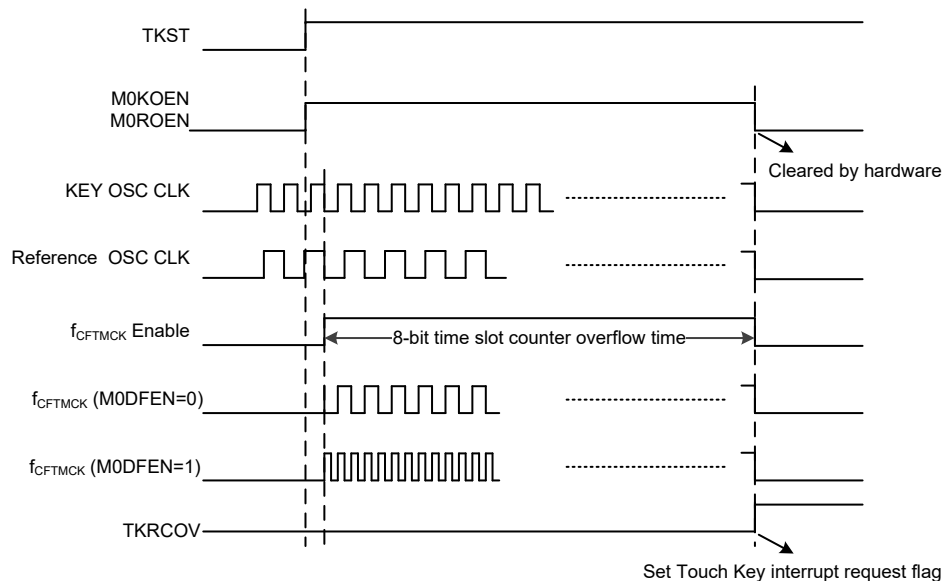 TKST
M0KOEN
M0ROEN
Cleared by hardware
KEY OSC CLK
Reference OSC CLK
fCFTMCK Enable
8-bit time slot counter overflow time
fCFTMCK (M0DFEN=0)
fCFTMCK (M0DFEN=1)
TKRCOV
Set Touch Key interrupt request flag